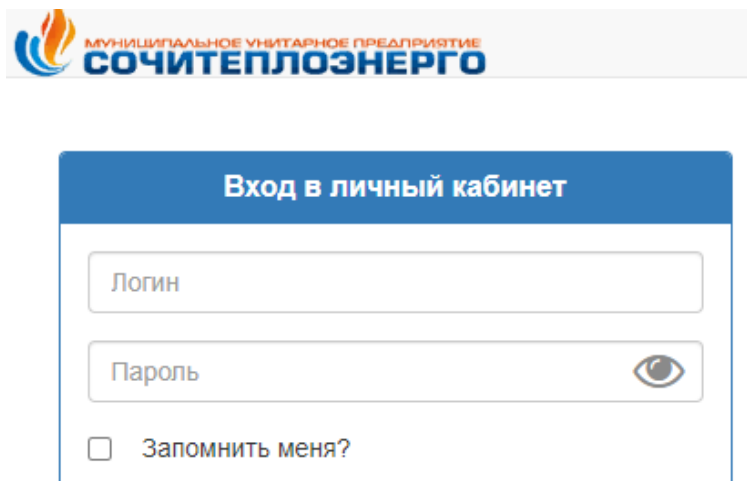 МУНИЦИПАЛЬНОЕ УНИТАРНОЕ ПРЕДПРИЯТИЕ
СОЧИТЕПЛОЭНЕРГО
Вход в личный кабинет
Логин
Пароль
Запомнить меня?